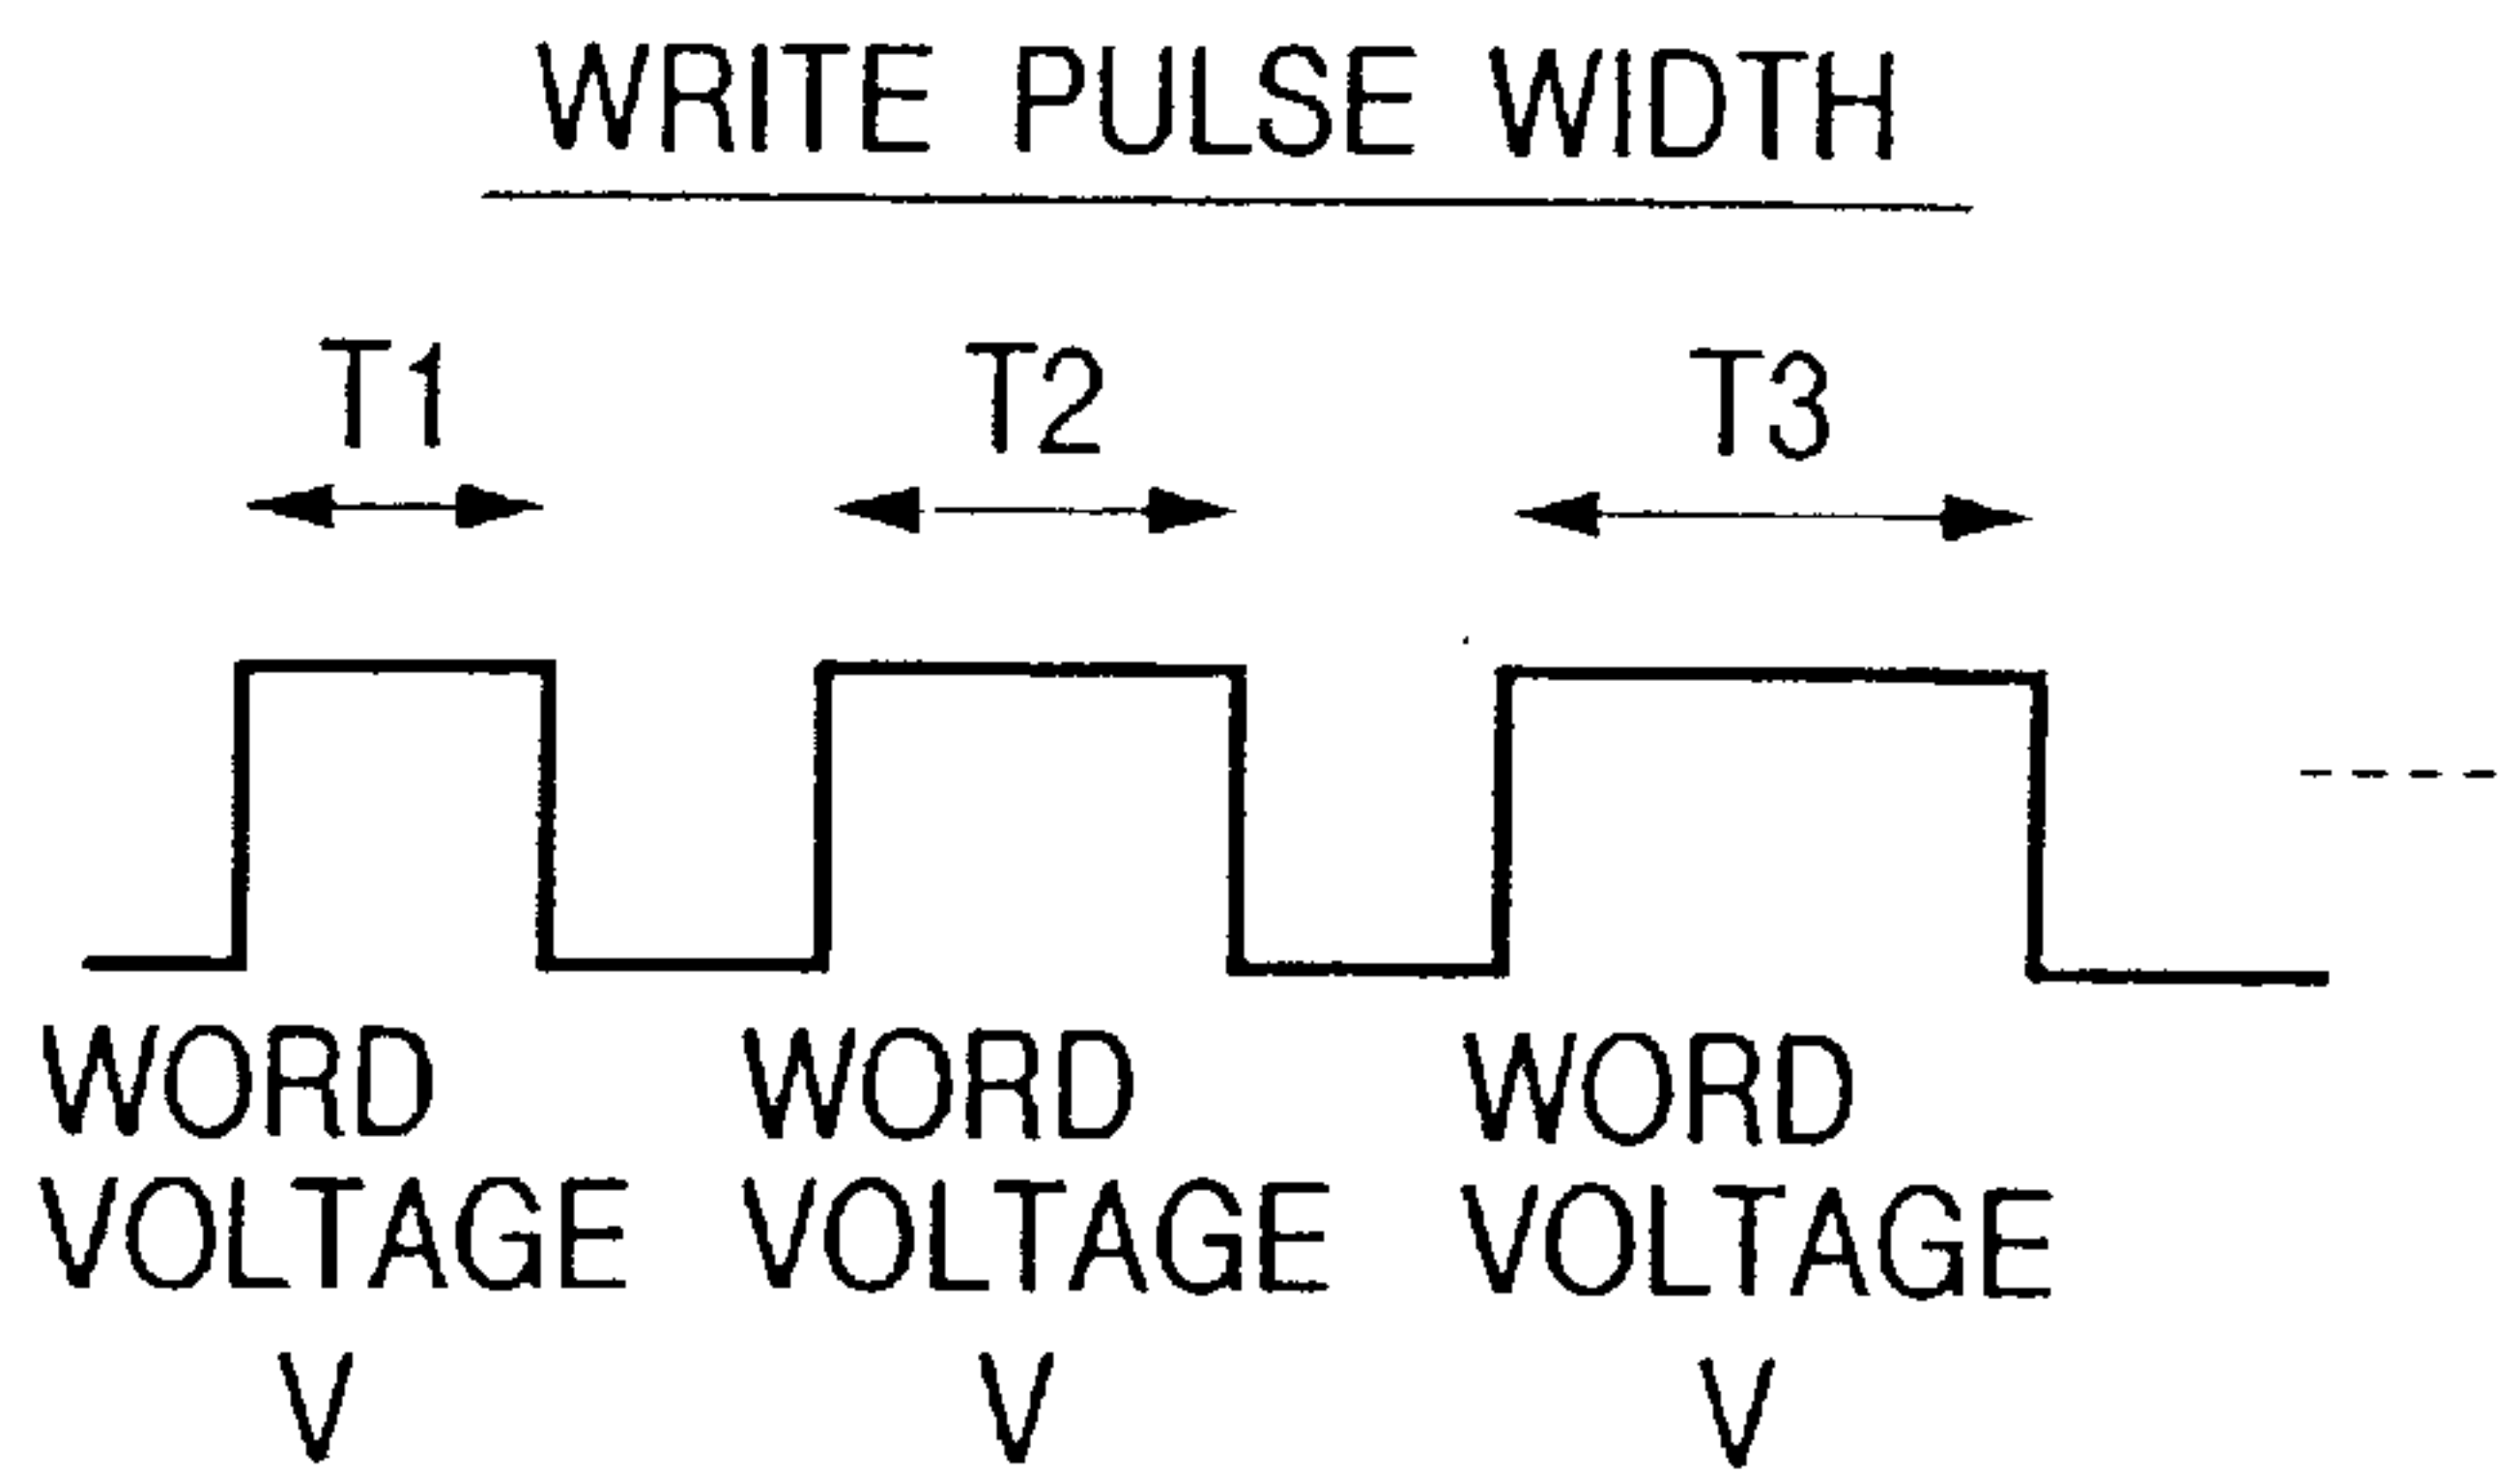 WRITE PULSE WIDTH
T1 T2 T3
WORD WORD WORD
VOLTAGE VOLTAGE VOLTAGE
V V V